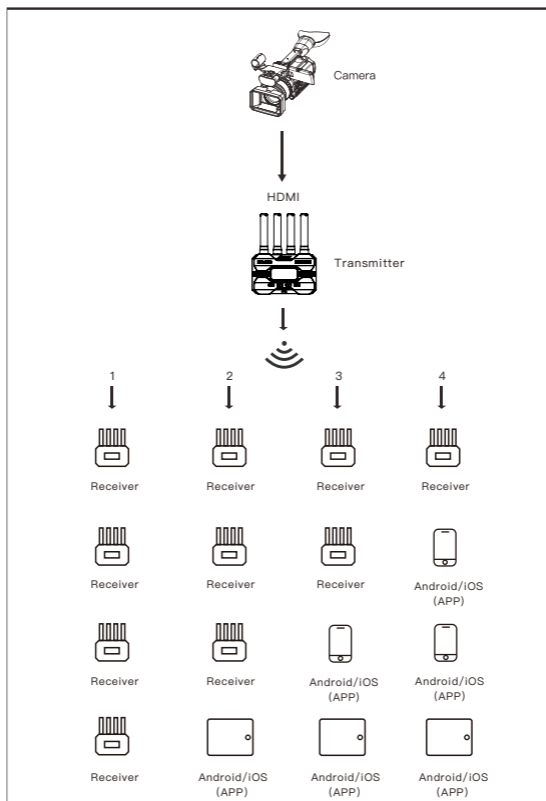 Camera
HDMI
Transmitter
1 2 3 4
Receiver Receiver Receiver Receiver
Receiver Receiver Receiver Android/iOS
(APP)
Receiver Receiver Android/iOS Android/iOS
(APP) (APP)
Receiver Android/iOS Android/iOS Android/iOS
(APP) (APP) (APP)